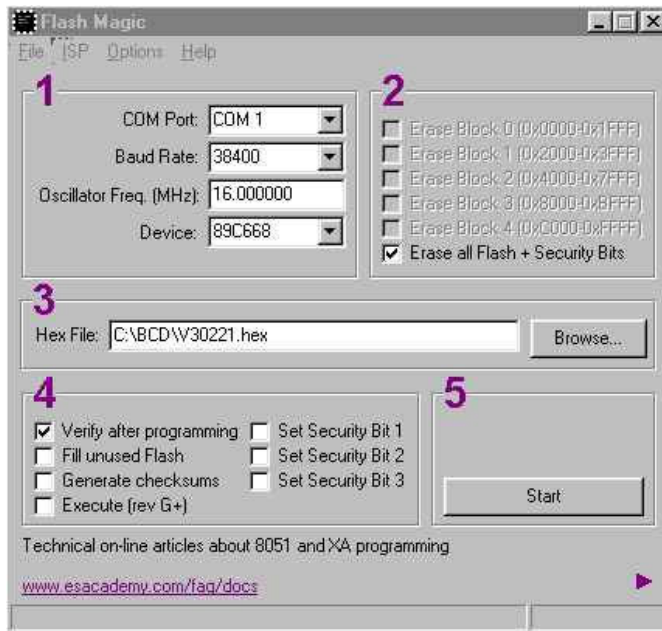 Flash Magic
File ISP Options Help
1
COM Port: COM 1
Baud Rate: 38400
Oscillator Freq. (MHz): 16.000000
Device: 89C668
2
Erase Block 0 (0x0000-0x1FFF)
Erase Block 1 (0x2000-0x3FFF)
Erase Block 2 (0x4000-0x7FFF)
Erase Block 3 (0x8000-0xBFFF)
Erase Block 4 (0xC000-0xFFFF)
Erase all Flash + Security Bits
3
Hex File: C:\BCD\V30221.hex Browse...
4
Verify after programming Set Security Bit 1
Fill unused Flash Set Security Bit 2
Generate checksums Set Security Bit 3
Execute (rev G+)
5
Start
Technical on-line articles about 8051 and XA programming
www.esacademy.com/faq/docs